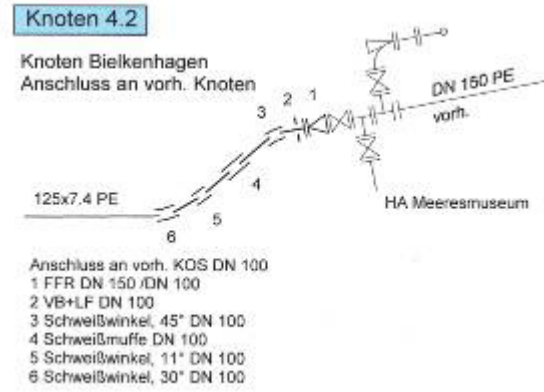 Knoten 4.2
Knoten Bielkenhagen
Anschluss an vorh. Knoten
3 2 1
DN 150 PE
vorh.
4
125x7.4 PE
5
HA Meeresmuseum
6
Anschluss an vorh. KOS DN 100
1 FFR DN 150 /DN 100
2 VB+LF DN 100
3 Schweißwinkel, 45° DN 100
4 Schweißmuffe DN 100
5 Schweißwinkel, 11° DN 100
6 Schweißwinkel, 30° DN 100